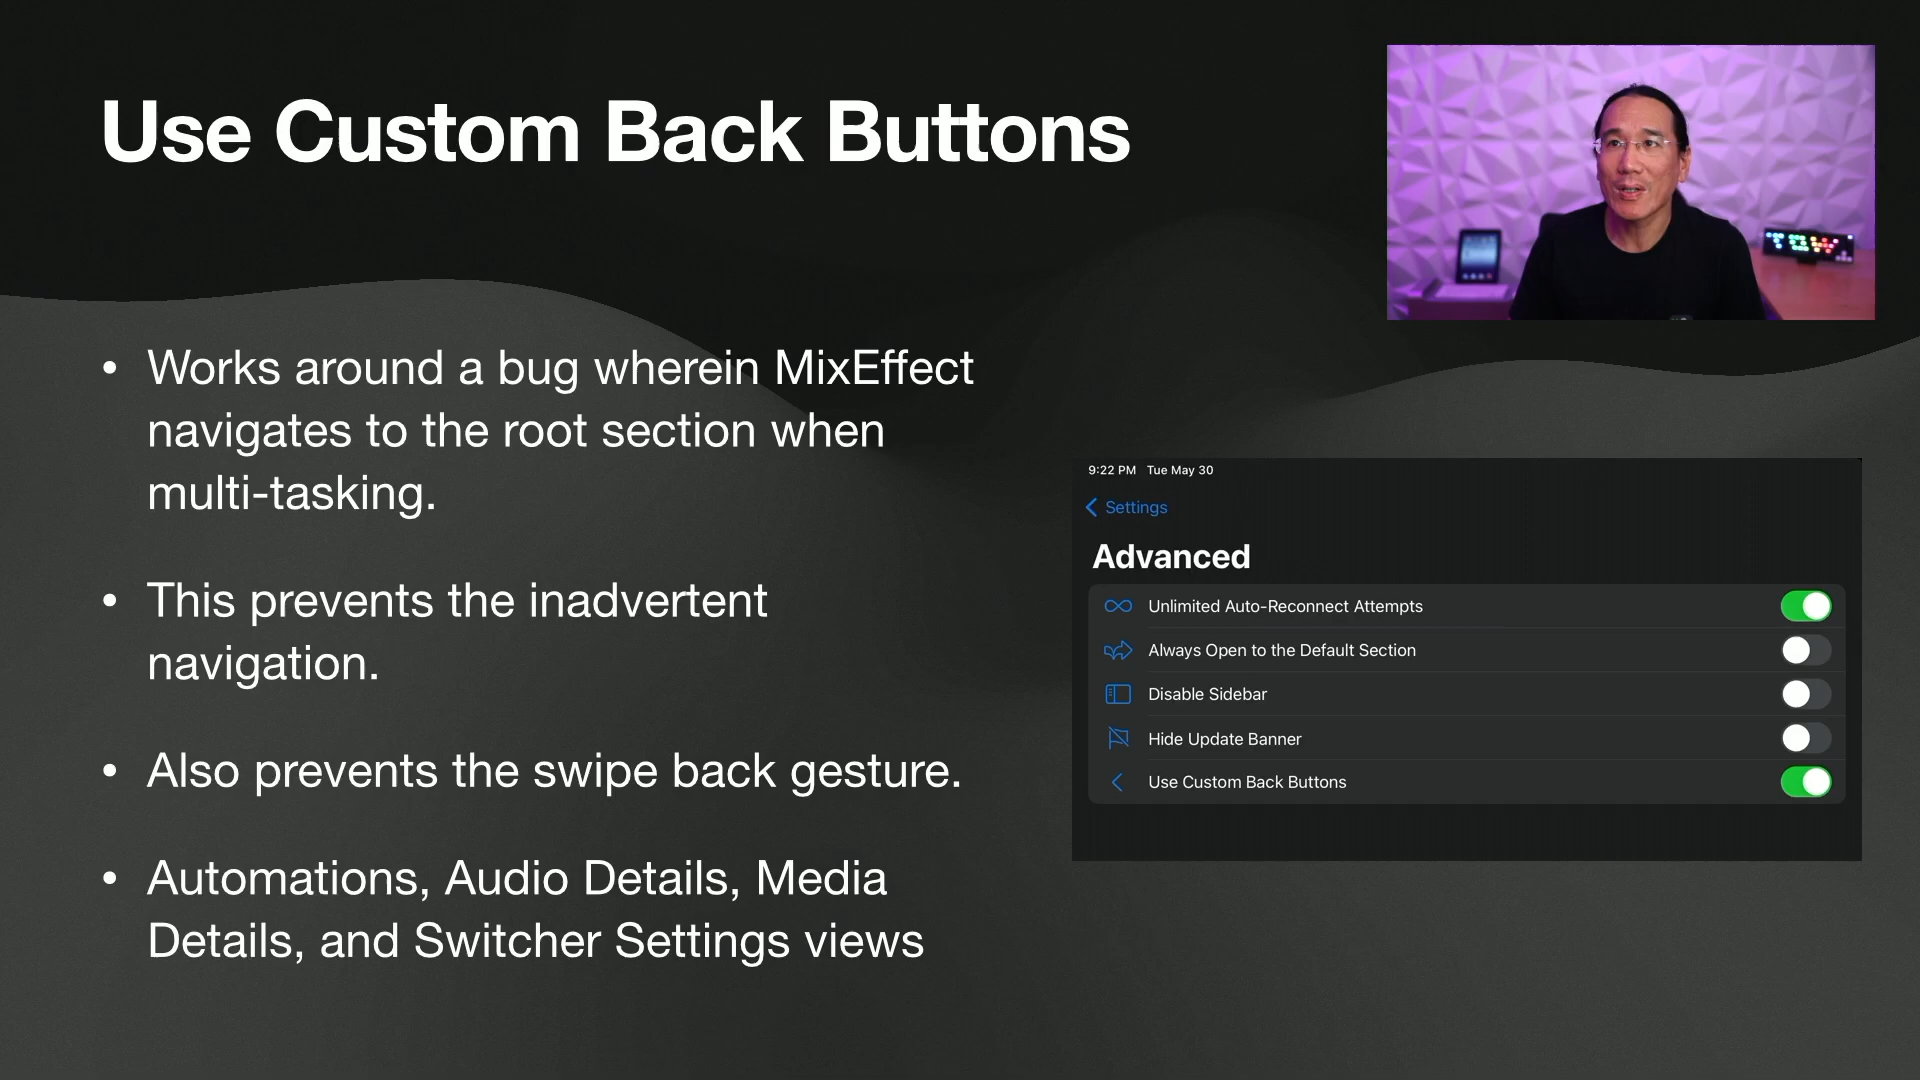 Use Custom Back Buttons
• Works around a bug wherein MixEffect
navigates to the root section when
multi-tasking.
• This prevents the inadvertent
navigation.
• Also prevents the swipe back gesture.
• Automations, Audio Details, Media
Details, and Switcher Settings views
9:22 PM Tue May 30
Settings
Advanced
Unlimited Auto-Reconnect Attempts
Always Open to the Default Section
Disable Sidebar
Hide Update Banner
Use Custom Back Buttons